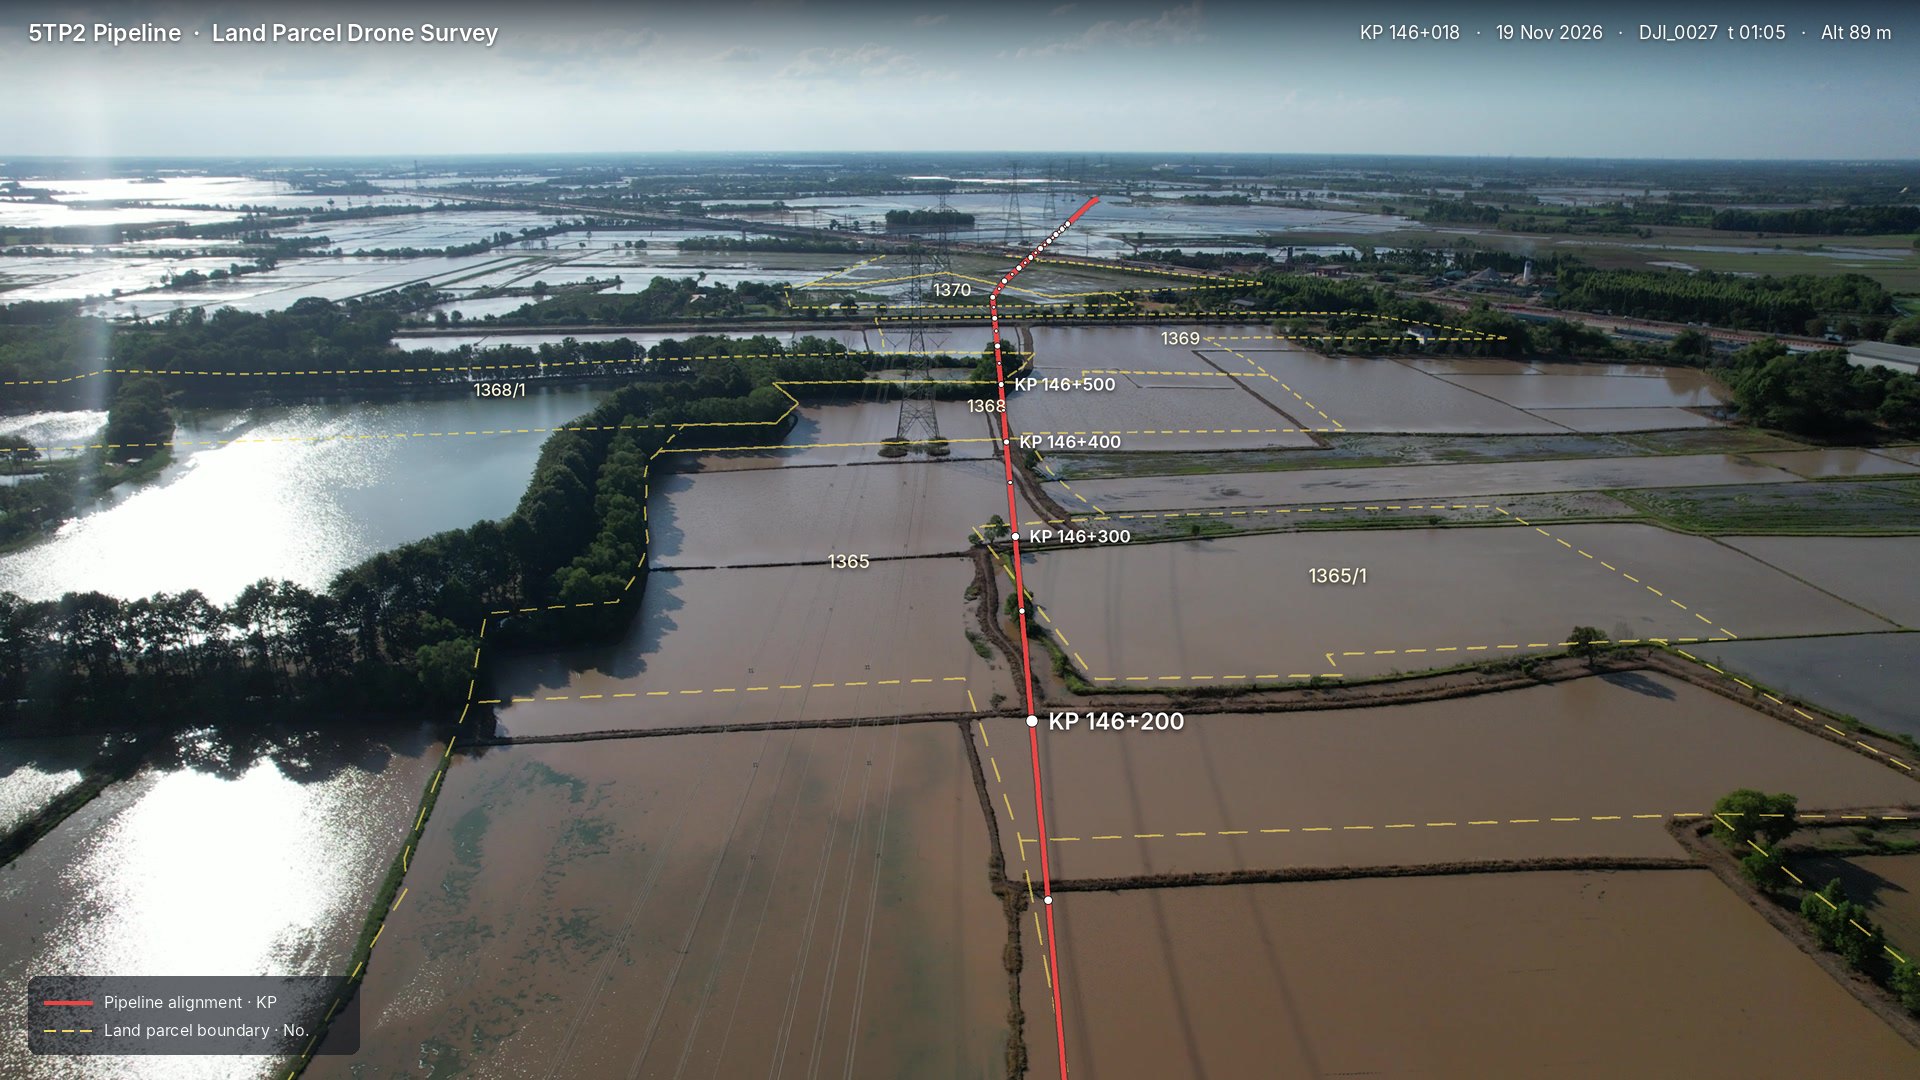 5TP2 Pipeline · Land Parcel Drone Survey
KP 146+018 · 19 Nov 2026 · DJI_0027 t 01:05 · Alt 89 m
1370
1369
KP 146+500
1368/1
1368
KP 146+400
KP 146+300
1365
1365/1
KP 146+200
Pipeline alignment · KP
Land parcel boundary · No.